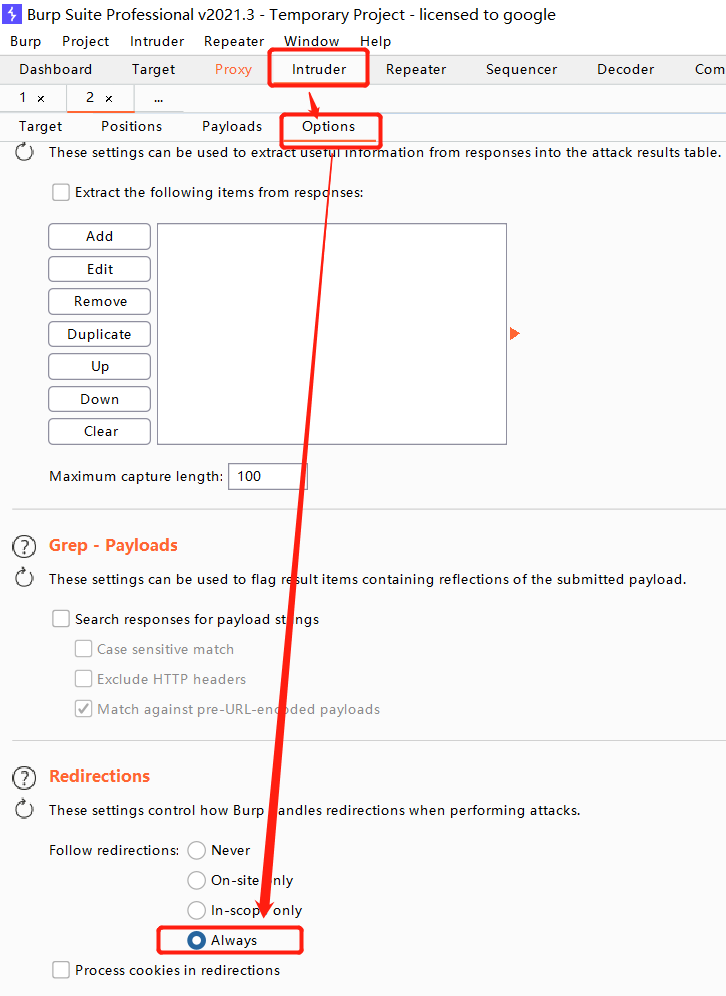 Burp Suite Professional v2021.3 - Temporary Project - licensed to google
Burp Project Intruder Repeater Window Help
Dashboard Target Proxy Intruder Repeater Sequencer Decoder Com
1 × 2 × ...
Target Positions Payloads Options
These settings can be used to extract useful information from responses into the attack results table.
Extract the following items from responses:
Add
Edit
Remove
Duplicate
Up
Down
Clear
Maximum capture length: 100
Grep - Payloads
These settings can be used to flag result items containing reflections of the submitted payload.
Search responses for payload strings
Case sensitive match
Exclude HTTP headers
Match against pre-URL-encoded payloads
Redirections
These settings control how Burp handles redirections when performing attacks.
Follow redirections: Never
On-site only
In-scope only
Always
Process cookies in redirections